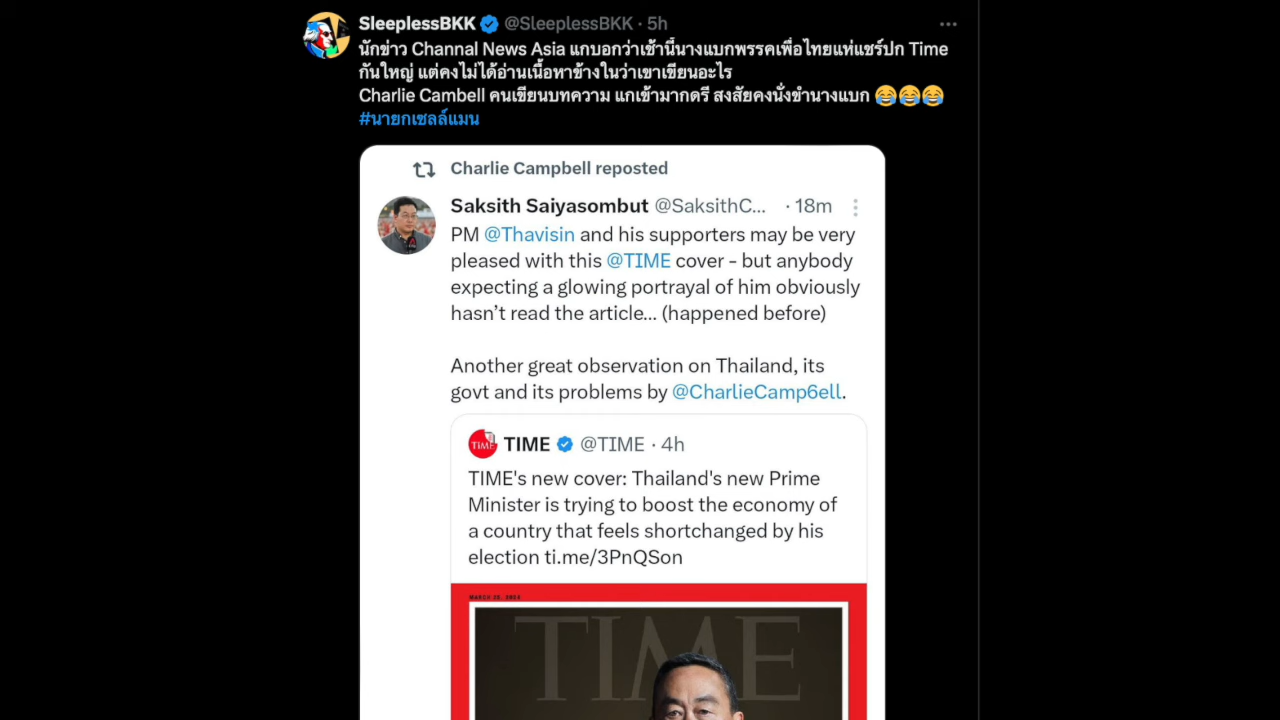 SleeplessBKK @SleeplessBKK · 5h
นักข่าว Channal News Asia แกบอกว่าเช้านี้นางแบกพรรคเพื่อไทยแห่แชร์ปก Time
กันใหญ่ แต่คงไม่ได้อ่านเนื้อหาข้างในว่าเขาเขียนอะไร
Charlie Cambell คนเขียนบทความ แกเข้ามากดรี สงสัยคงนั่งขำนางแบก 😂😂😂
#นายกเซลล์แมน
Charlie Campbell reposted
Saksith Saiyasombut @SaksithC... · 18m
PM @Thavisin and his supporters may be very
pleased with this @TIME cover - but anybody
expecting a glowing portrayal of him obviously
hasn’t read the article... (happened before)
Another great observation on Thailand, its
govt and its problems by @CharlieCamp6ell.
TIME
TIME @TIME · 4h
TIME's new cover: Thailand's new Prime
Minister is trying to boost the economy of
a country that feels shortchanged by his
election ti.me/3PnQSon
TIME